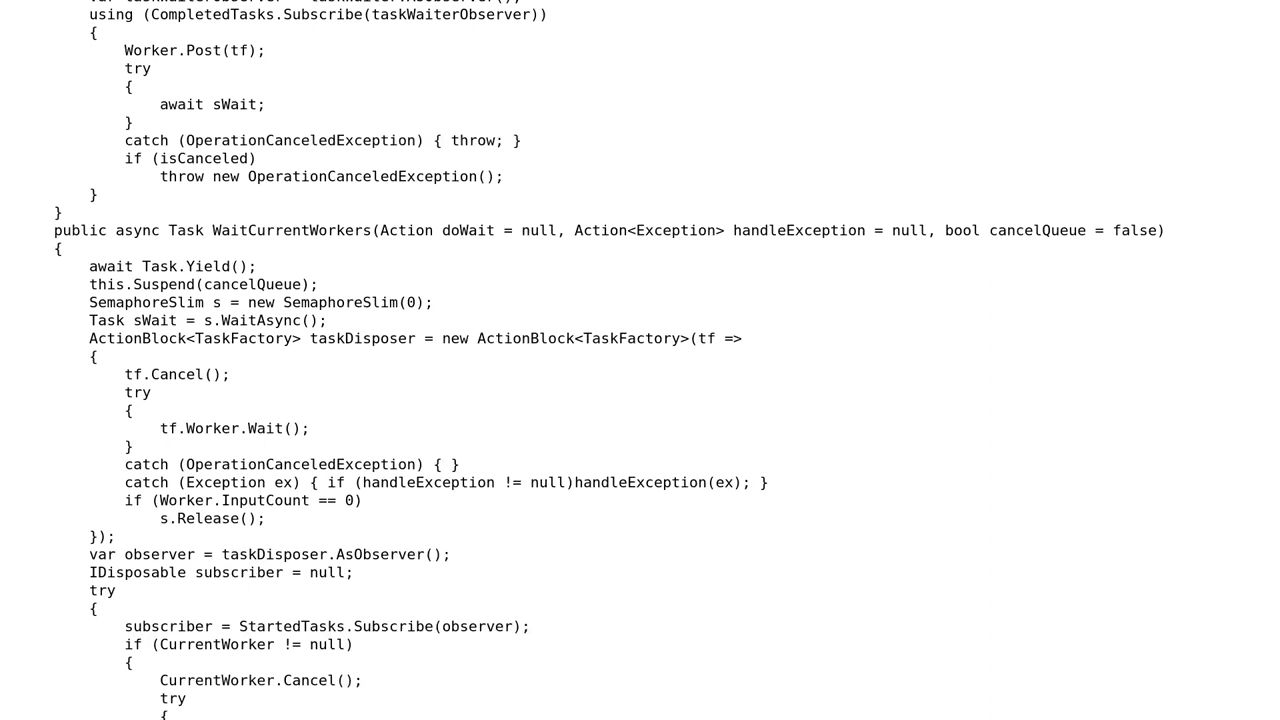 using (CompletedTasks.Subscribe(taskWaiterObserver))
{
Worker.Post(tf);
try
{
await sWait;
}
catch (OperationCanceledException) { throw; }
if (isCanceled)
throw new OperationCanceledException();
}
}
public async Task WaitCurrentWorkers(Action doWait = null, Action<Exception> handleException = null, bool cancelQueue = false)
{
await Task.Yield();
this.Suspend(cancelQueue);
SemaphoreSlim s = new SemaphoreSlim(0);
Task sWait = s.WaitAsync();
ActionBlock<TaskFactory> taskDisposer = new ActionBlock<TaskFactory>(tf =>
{
tf.Cancel();
try
{
tf.Worker.Wait();
}
catch (OperationCanceledException) { }
catch (Exception ex) { if (handleException != null)handleException(ex); }
if (Worker.InputCount == 0)
s.Release();
});
var observer = taskDisposer.AsObserver();
IDisposable subscriber = null;
try
{
subscriber = StartedTasks.Subscribe(observer);
if (CurrentWorker != null)
{
CurrentWorker.Cancel();
try
{